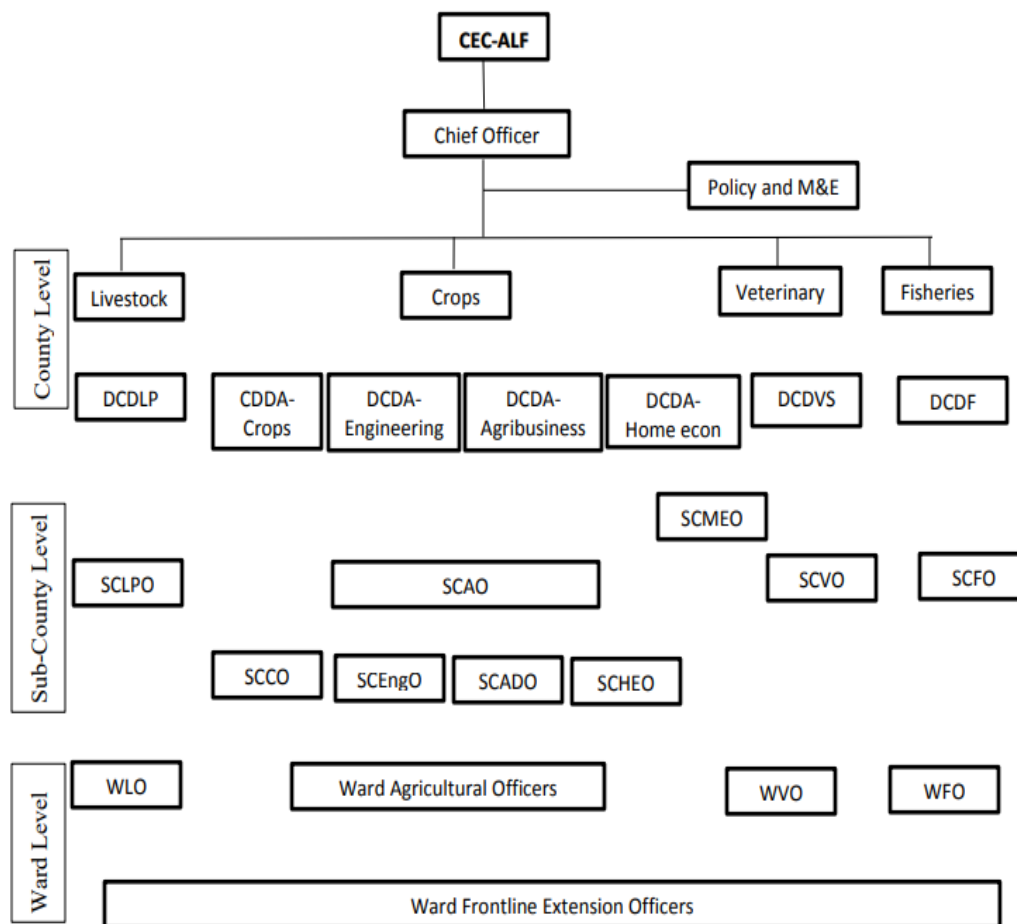 CEC-ALF
Chief Officer
Policy and M&E
County Level
Livestock
Crops
Veterinary
Fisheries
DCDLP
CDDA-
Crops
DCDA-
Engineering
DCDA-
Agribusiness
DCDA-
Home econ
DCDVS
DCDF
Sub-County Level
SCMEO
SCLPO
SCAO
SCVO
SCFO
SCCO
SCEngO
SCADO
SCHEO
Ward Level
WLO
Ward Agricultural Officers
WVO
WFO
Ward Frontline Extension Officers